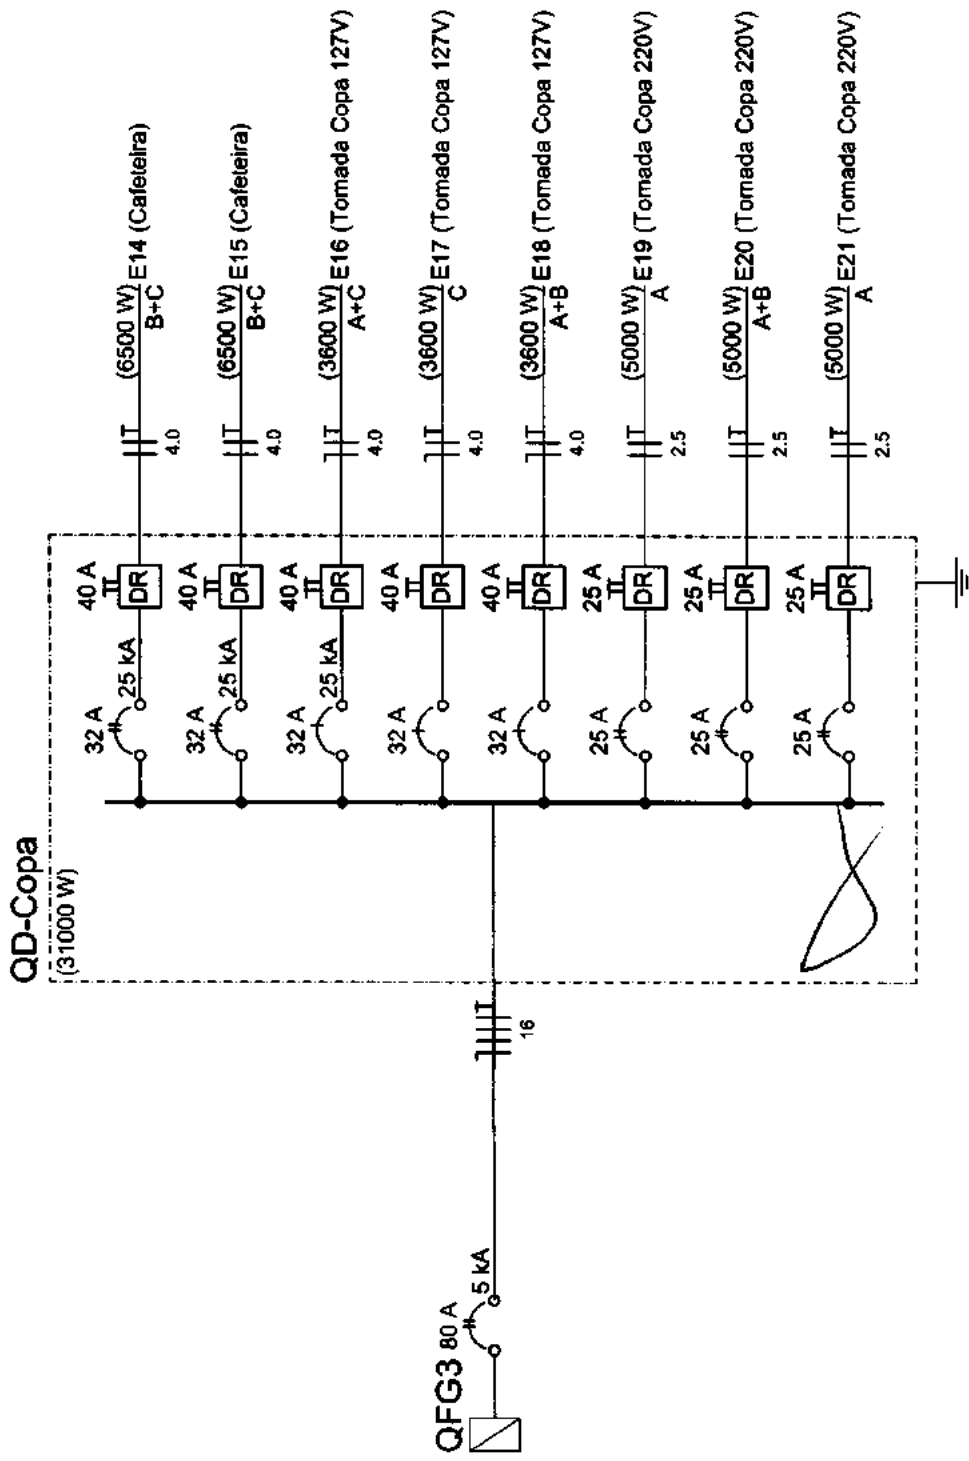 QD-Copa
(31000 W)
QFG3
80 A
5 kA
16
32 A
25 kA
40 A
DR
4.0
(6500 W)
E14 (Cafeteira)
B+C
32 A
25 kA
40 A
DR
4.0
(6500 W)
E15 (Cafeteira)
B+C
32 A
25 kA
40 A
DR
4.0
(3600 W)
E16 (Tomada Copa 127V)
A+C
32 A
40 A
DR
4.0
(3600 W)
E17 (Tomada Copa 127V)
C
32 A
40 A
DR
4.0
(3600 W)
E18 (Tomada Copa 127V)
A+B
25 A
25 A
DR
2.5
(5000 W)
E19 (Tomada Copa 220V)
A
25 A
25 A
DR
2.5
(5000 W)
E20 (Tomada Copa 220V)
A+B
25 A
25 A
DR
2.5
(5000 W)
E21 (Tomada Copa 220V)
A